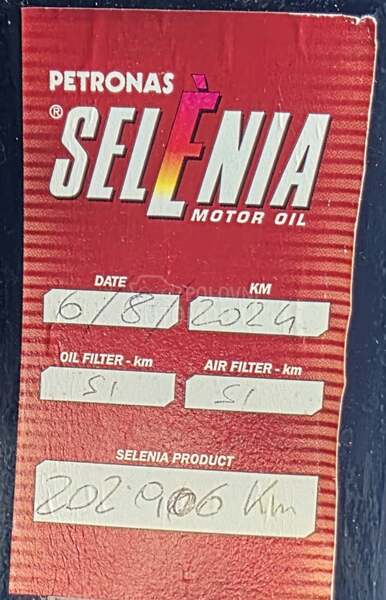 PETRONAS
® SELÈNIA
MOTOR OIL
DATE KM
6/8/ 2024
OIL FILTER - km AIR FILTER - km
SI SI
SELENIA PRODUCT
202.906 Km